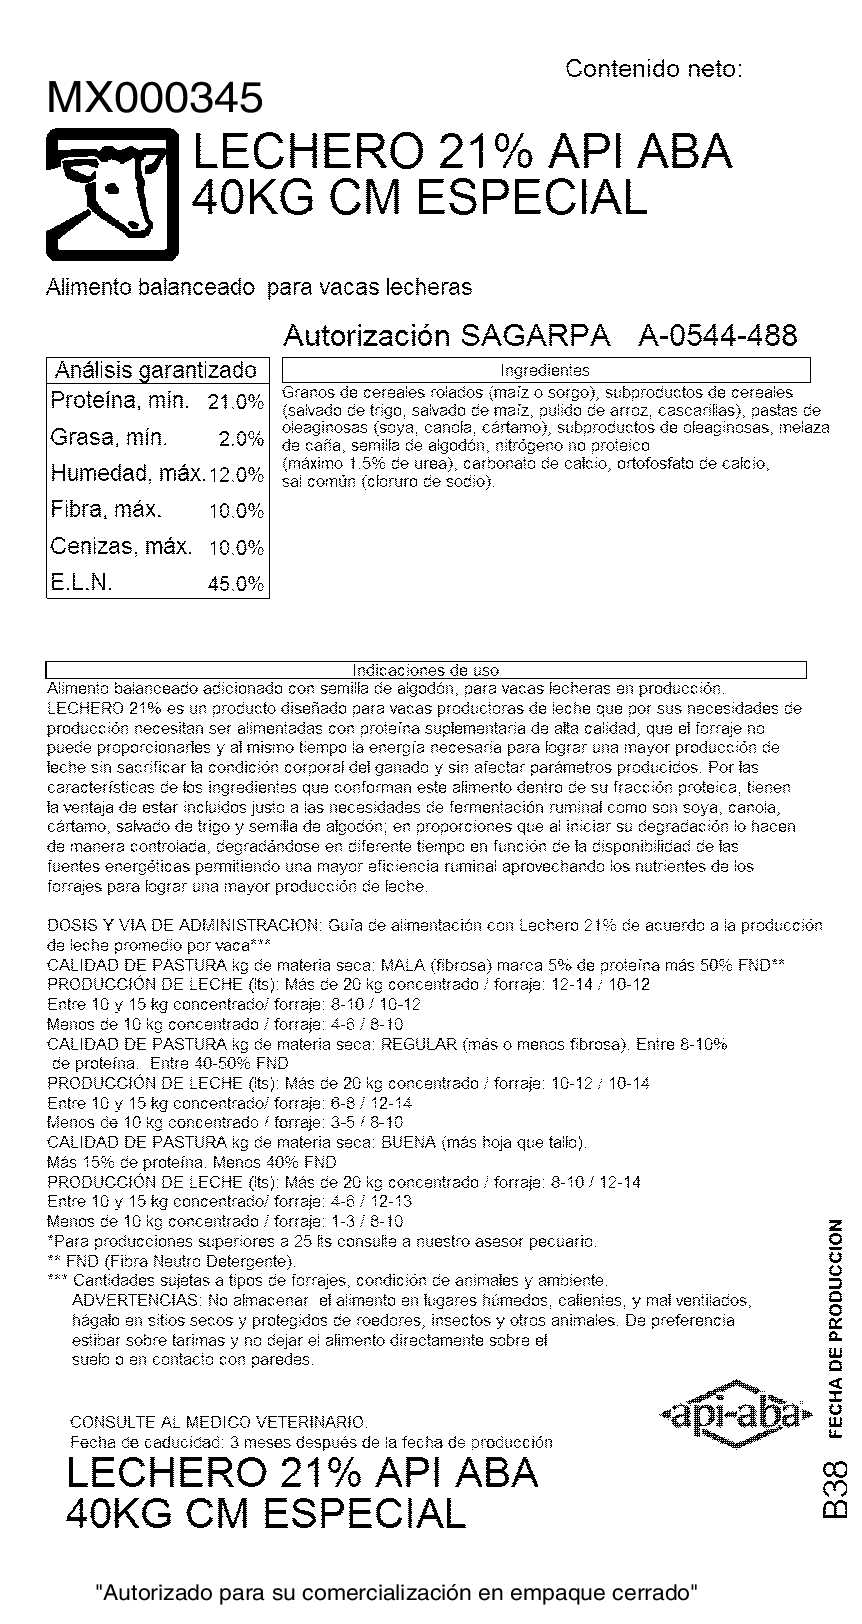 Contenido neto:
MX000345
LECHERO 21% API ABA
40KG CM ESPECIAL
Alimento balanceado para vacas lecheras
Autorización SAGARPA A-0544-488
Análisis garantizado
Proteína, mín. 21.0%
Grasa, mín. 2.0%
Humedad, máx. 12.0%
Fibra, máx. 10.0%
Cenizas, máx. 10.0%
E.L.N. 45.0%
Ingredientes
Granos de cereales rolados (maíz o sorgo), subproductos de cereales
(salvado de trigo, salvado de maíz, pulido de arroz, cascarillas), pastas de
oleaginosas (soya, canola, cártamo), subproductos de oleaginosas, melaza
de caña, semilla de algodón, nitrógeno no proteico
(máximo 1.5% de urea), carbonato de calcio, ortofosfato de calcio,
sal común (cloruro de sodio).
Indicaciones de uso
Alimento balanceado adicionado con semilla de algodón, para vacas lecheras en producción.
LECHERO 21% es un producto diseñado para vacas productoras de leche que por sus necesidades de
producción necesitan ser alimentadas con proteína suplementaria de alta calidad, que el forraje no
puede proporcionarles y al mismo tiempo la energía necesaria para lograr una mayor producción de
leche sin sacrificar la condición corporal del ganado y sin afectar parámetros producidos. Por las
características de los ingredientes que conforman este alimento dentro de su fracción proteica, tienen
la ventaja de estar incluidos justo a las necesidades de fermentación ruminal como son soya, canola,
cártamo, salvado de trigo y semilla de algodón; en proporciones que al iniciar su degradación lo hacen
de manera controlada, degradándose en diferente tiempo en función de la disponibilidad de las
fuentes energéticas permitiendo una mayor eficiencia ruminal aprovechando los nutrientes de los
forrajes para lograr una mayor producción de leche.
DOSIS Y VIA DE ADMINISTRACION: Guía de alimentación con Lechero 21% de acuerdo a la producción
de leche promedio por vaca***
CALIDAD DE PASTURA kg de materia seca: MALA (fibrosa) marca 5% de proteína más 50% FND**
PRODUCCIÓN DE LECHE (lts): Más de 20 kg concentrado / forraje: 12-14 / 10-12
Entre 10 y 15 kg concentrado/ forraje: 8-10 / 10-12
Menos de 10 kg concentrado / forraje: 4-6 / 8-10
CALIDAD DE PASTURA kg de materia seca: REGULAR (más o menos fibrosa). Entre 8-10%
de proteína. Entre 40-50% FND
PRODUCCIÓN DE LECHE (lts): Más de 20 kg concentrado / forraje: 10-12 / 10-14
Entre 10 y 15 kg concentrado/ forraje: 6-8 / 12-14
Menos de 10 kg concentrado / forraje: 3-5 / 8-10
CALIDAD DE PASTURA kg de materia seca: BUENA (más hoja que tallo).
Más 15% de proteína. Menos 40% FND
PRODUCCIÓN DE LECHE (lts): Más de 20 kg concentrado / forraje: 8-10 / 12-14
Entre 10 y 15 kg concentrado/ forraje: 4-6 / 12-13
Menos de 10 kg concentrado / forraje: 1-3 / 8-10
*Para producciones superiores a 25 lts consulte a nuestro asesor pecuario.
** FND (Fibra Neutro Detergente).
*** Cantidades sujetas a tipos de forrajes, condición de animales y ambiente.
ADVERTENCIAS: No almacenar el alimento en lugares húmedos, calientes, y mal ventilados,
hágalo en sitios secos y protegidos de roedores, insectos y otros animales. De preferencia
estibar sobre tarimas y no dejar el alimento directamente sobre el
suelo o en contacto con paredes.
CONSULTE AL MEDICO VETERINARIO.
Fecha de caducidad: 3 meses después de la fecha de producción
api-aba
B38 FECHA DE PRODUCCION
LECHERO 21% API ABA
40KG CM ESPECIAL
"Autorizado para su comercialización en empaque cerrado"